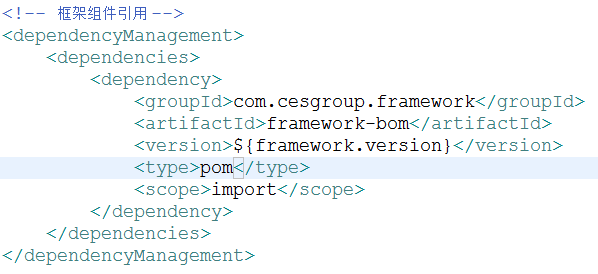 <!-- 框架组件引用 -->
<dependencyManagement>
    <dependencies>
        <dependency>
            <groupId>com.cesgroup.framework</groupId>
            <artifactId>framework-bom</artifactId>
            <version>${framework.version}</version>
            <type>pom</type>
            <scope>import</scope>
        </dependency>
    </dependencies>
</dependencyManagement>